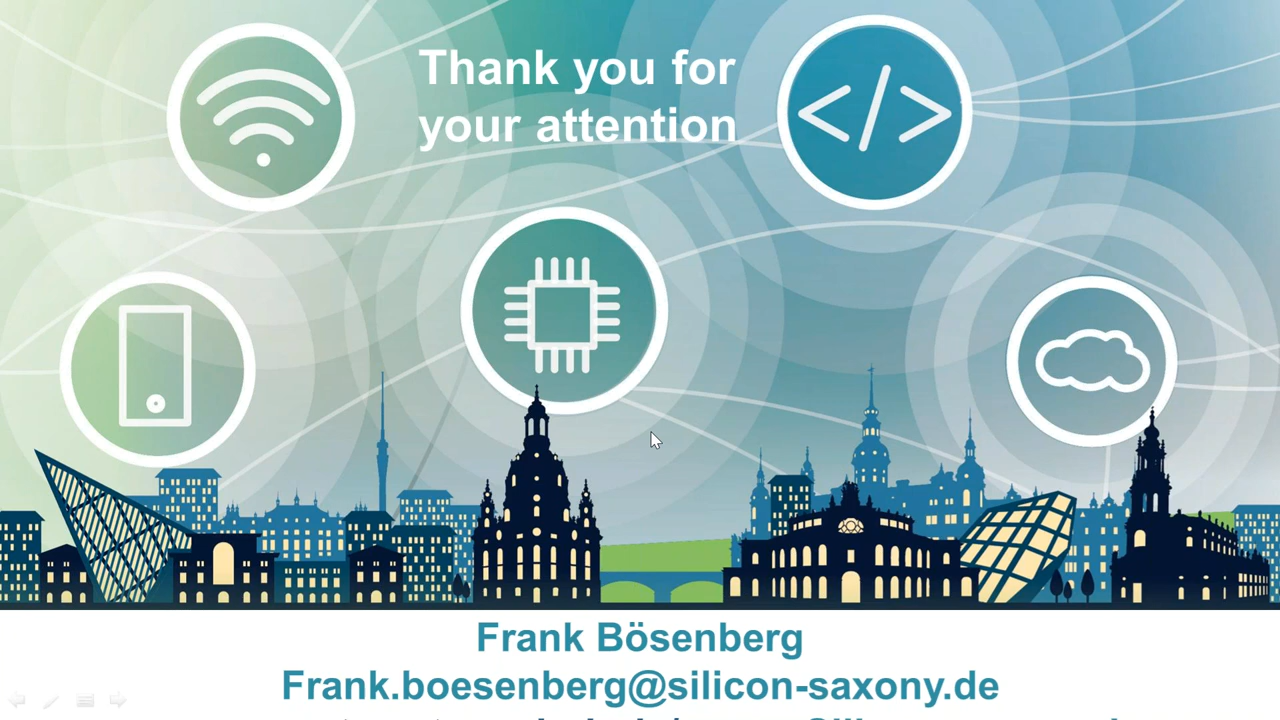 Thank you for
your attention
</>
Frank Bösenberg
Frank.boesenberg@silicon-saxony.de